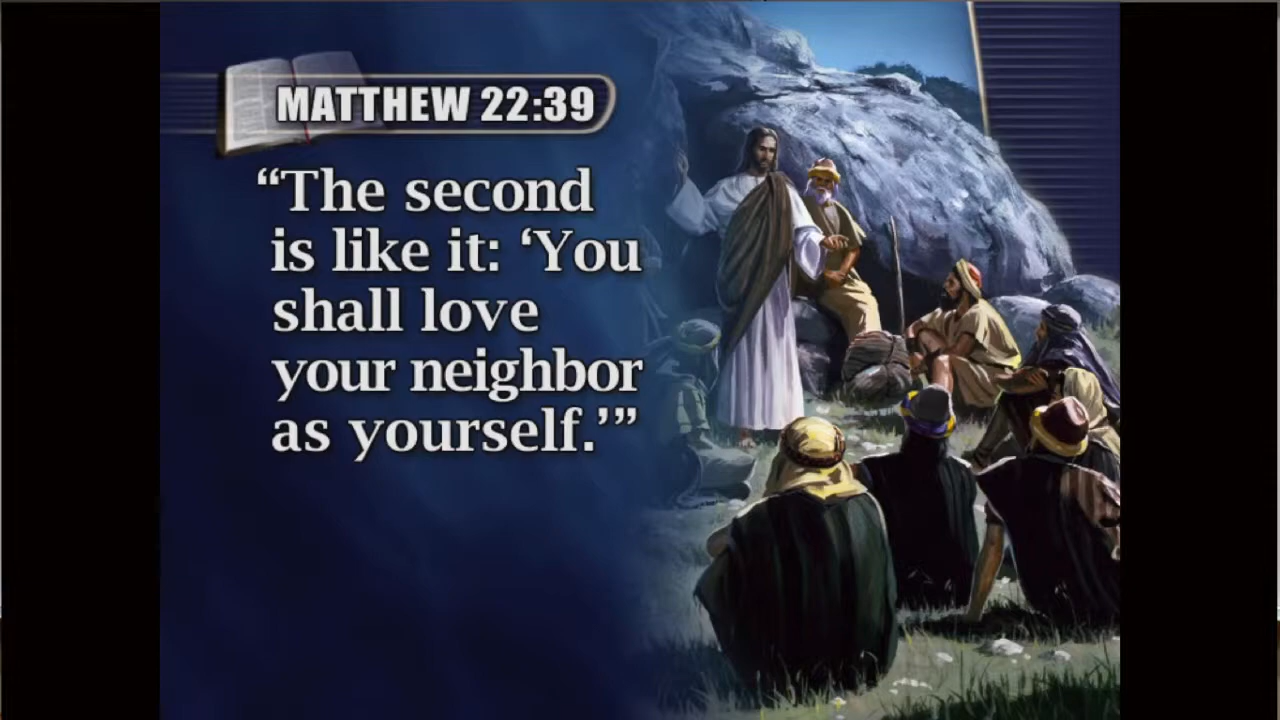 MATTHEW 22:39
“The second
is like it: ‘You
shall love
your neighbor
as yourself.’”